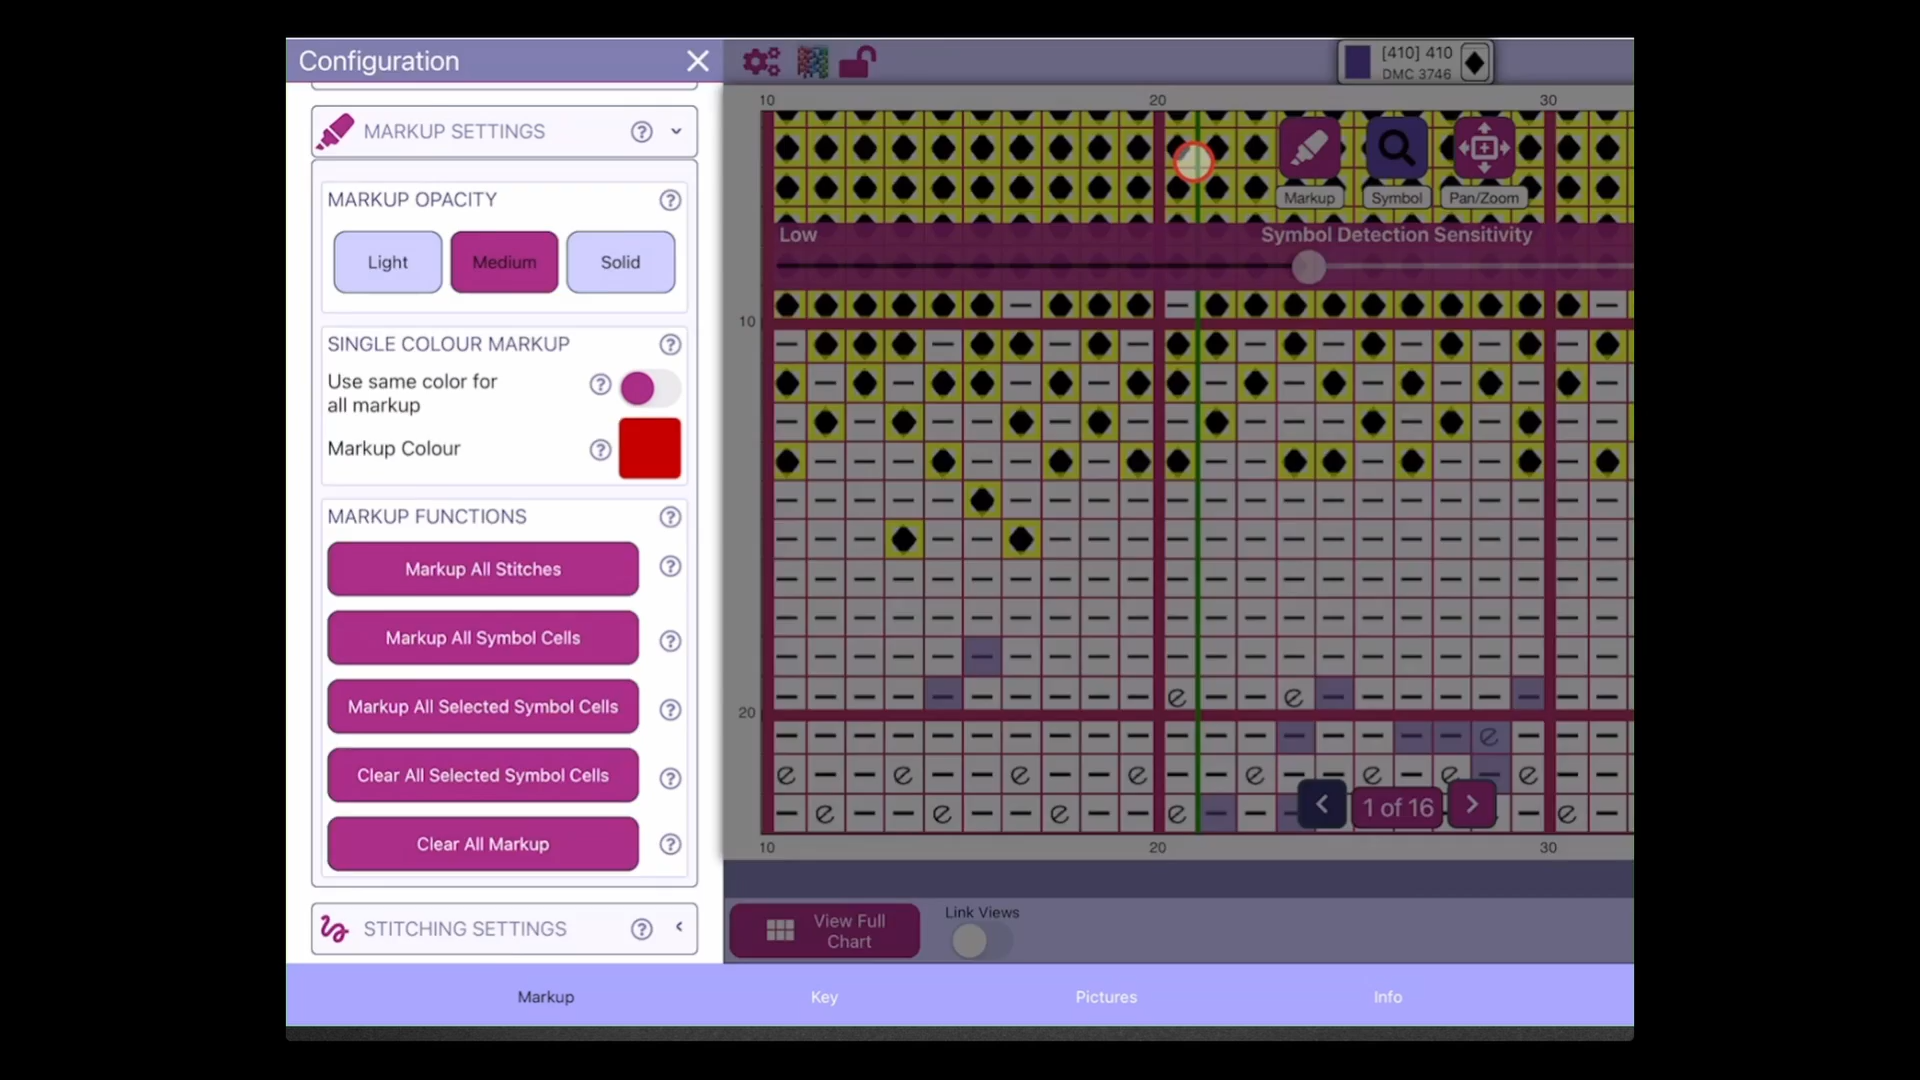 Configuration
MARKUP SETTINGS
MARKUP OPACITY
Light
Medium
Solid
SINGLE COLOUR MARKUP
Use same color for
all markup
Markup Colour
MARKUP FUNCTIONS
Markup All Stitches
Markup All Symbol Cells
Markup All Selected Symbol Cells
Clear All Selected Symbol Cells
Clear All Markup
STITCHING SETTINGS
[410] 410
DMC 3746
10
20
30
Markup
Symbol
Pan/Zoom
Low
Symbol Detection Sensitivity
10
20
1 of 16
10
20
30
View Full
Chart
Link Views
Markup
Key
Pictures
Info